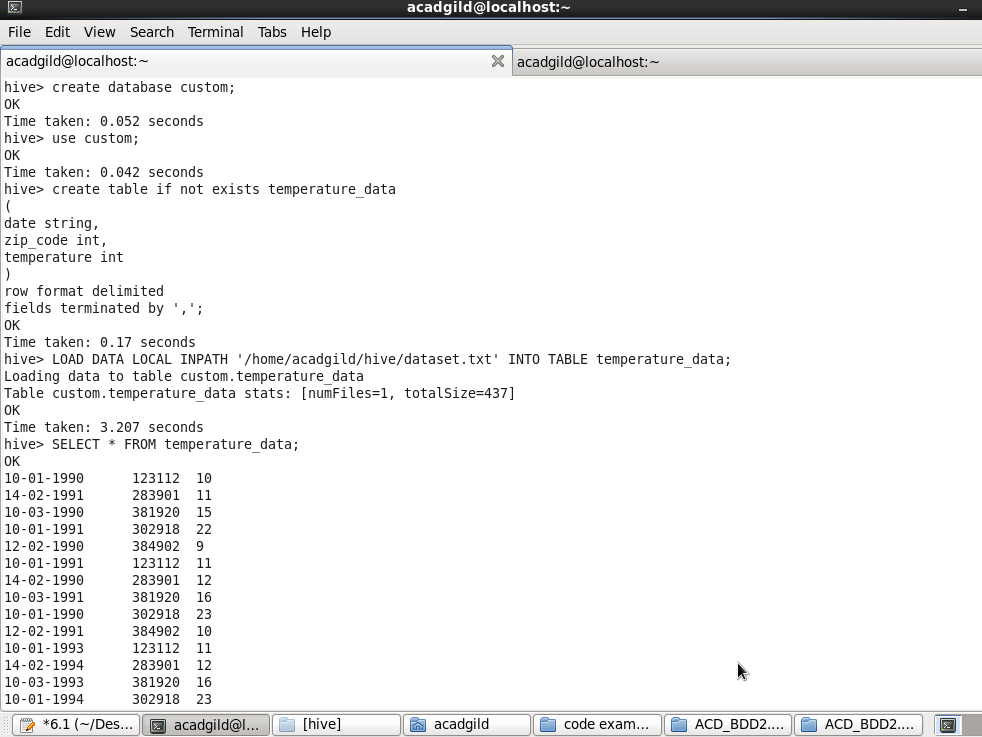 acadgild@localhost:~
File Edit View Search Terminal Tabs Help
acadgild@localhost:~ acadgild@localhost:~
hive> create database custom;
OK
Time taken: 0.052 seconds
hive> use custom;
OK
Time taken: 0.042 seconds
hive> create table if not exists temperature_data
(
date string,
zip_code int,
temperature int
)
row format delimited
fields terminated by ',';
OK
Time taken: 0.17 seconds
hive> LOAD DATA LOCAL INPATH '/home/acadgild/hive/dataset.txt' INTO TABLE temperature_data;
Loading data to table custom.temperature_data
Table custom.temperature_data stats: [numFiles=1, totalSize=437]
OK
Time taken: 3.207 seconds
hive> SELECT * FROM temperature_data;
OK
10-01-1990 123112 10
14-02-1991 283901 11
10-03-1990 381920 15
10-01-1991 302918 22
12-02-1990 384902 9
10-01-1991 123112 11
14-02-1990 283901 12
10-03-1991 381920 16
10-01-1990 302918 23
12-02-1991 384902 10
10-01-1993 123112 11
14-02-1994 283901 12
10-03-1993 381920 16
10-01-1994 302918 23
*6.1 (~/Des... acadgild@l... [hive] acadgild code exam... ACD_BDD2.... ACD_BDD2....